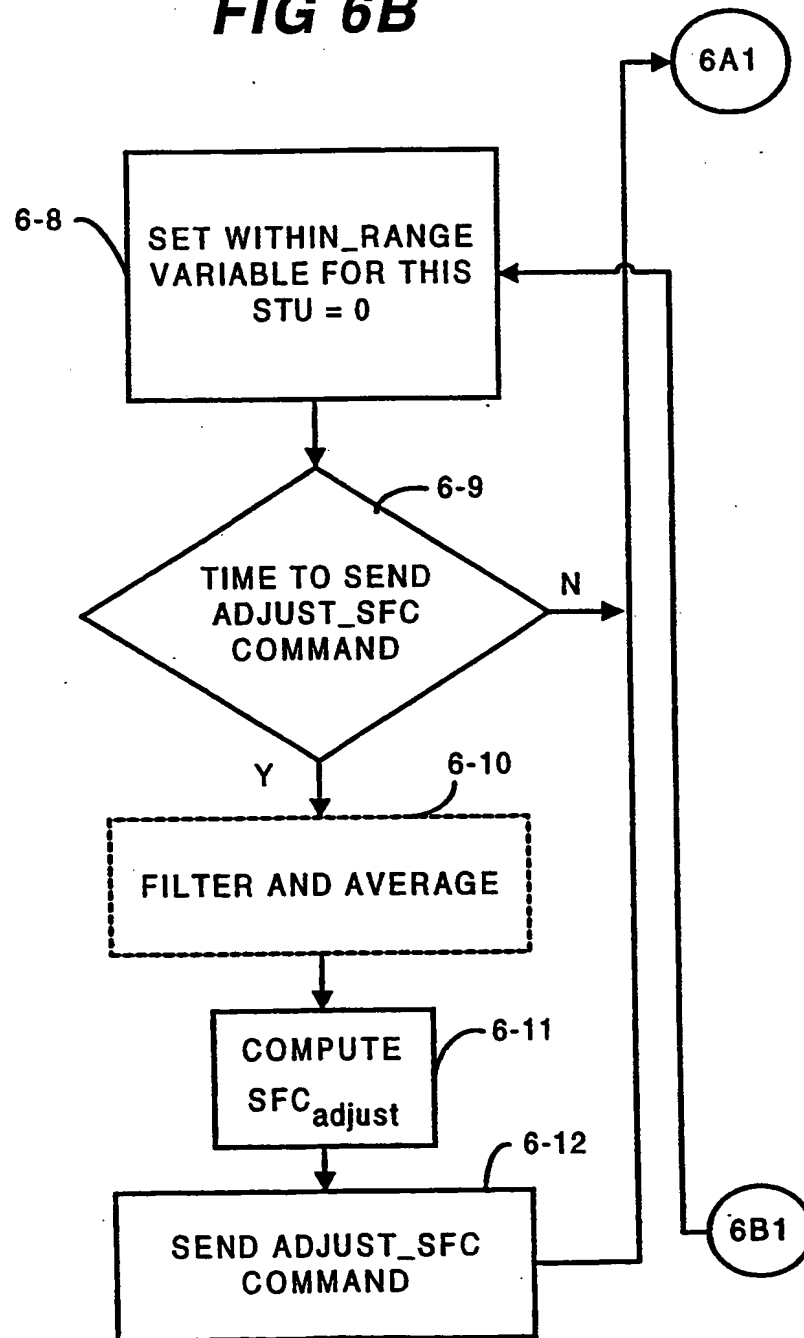 FIG 6B
6A1
6-8
SET WITHIN_RANGE
VARIABLE FOR THIS
STU = 0
6-9
TIME TO SEND
ADJUST_SFC
COMMAND
N
Y
6-10
FILTER AND AVERAGE
6-11
COMPUTE
SFCadjust
6-12
SEND ADJUST_SFC
COMMAND
6B1